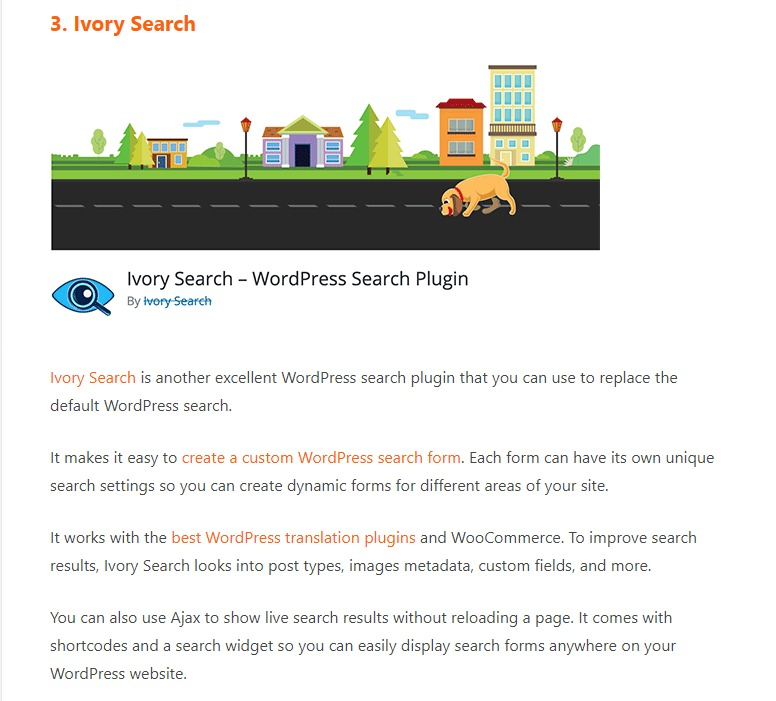 3. Ivory Search
Ivory Search – WordPress Search Plugin
By Ivory Search
Ivory Search is another excellent WordPress search plugin that you can use to replace the
default WordPress search.
It makes it easy to create a custom WordPress search form. Each form can have its own unique
search settings so you can create dynamic forms for different areas of your site.
It works with the best WordPress translation plugins and WooCommerce. To improve search
results, Ivory Search looks into post types, images metadata, custom fields, and more.
You can also use Ajax to show live search results without reloading a page. It comes with
shortcodes and a search widget so you can easily display search forms anywhere on your
WordPress website.